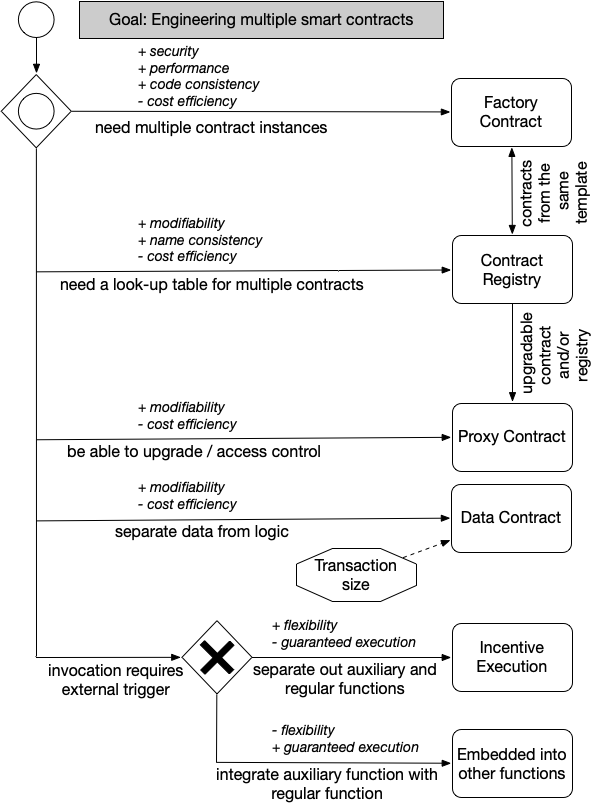 Goal: Engineering multiple smart contracts
+ security
+ performance
+ code consistency
- cost efficiency
need multiple contract instances
Factory
Contract
contracts
from the
same
template
+ modifiability
+ name consistency
- cost efficiency
need a look-up table for multiple contracts
Contract
Registry
upgradable
contract
and/or
registry
+ modifiability
- cost efficiency
be able to upgrade / access control
Proxy Contract
+ modifiability
- cost efficiency
separate data from logic
Data Contract
Transaction
size
+ flexibility
- guaranteed execution
invocation requires
external trigger
separate out auxiliary and
regular functions
Incentive
Execution
- flexibility
+ guaranteed execution
integrate auxiliary function with
regular function
Embedded into
other functions